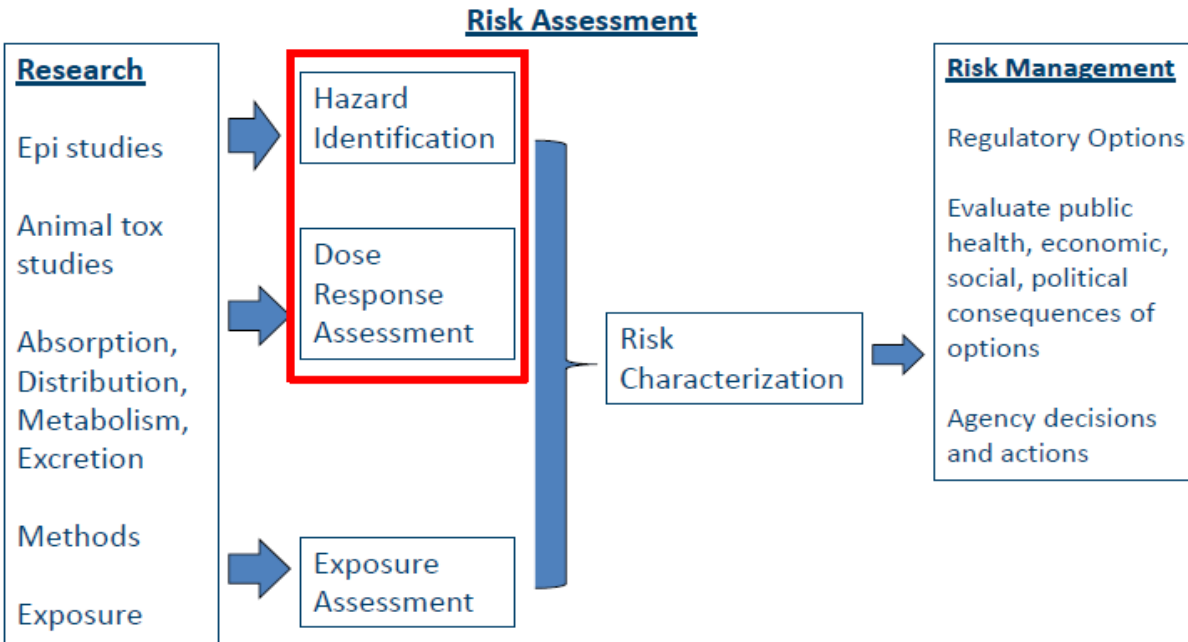 Risk Assessment
Research
Epi studies
Animal tox
studies
Absorption,
Distribution,
Metabolism,
Excretion
Methods
Exposure
Hazard
Identification
Dose
Response
Assessment
Exposure
Assessment
Risk
Characterization
Risk Management
Regulatory Options
Evaluate public
health, economic,
social, political
consequences of
options
Agency decisions
and actions